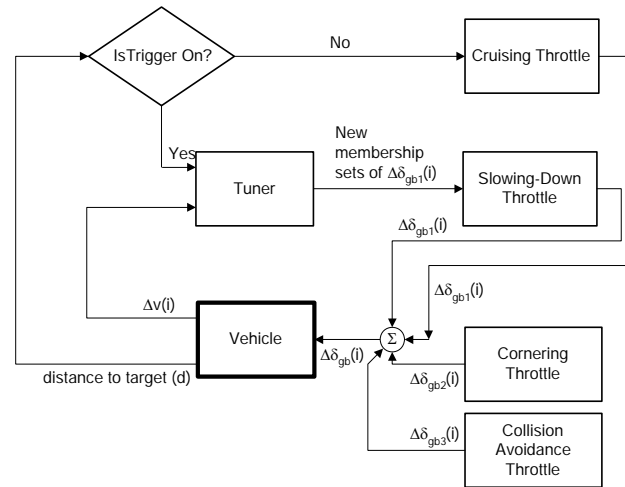 IsTrigger On?
No
Cruising Throttle
Yes
Tuner
New
membership
sets of Δδgb1(i)
Slowing-Down
Throttle
Δδgb1(i)
Δδgb1(i)
Δv(i)
Vehicle
Δδgb(i)
Σ
Cornering
Throttle
Δδgb2(i)
distance to target (d)
Δδgb3(i)
Collision
Avoidance
Throttle